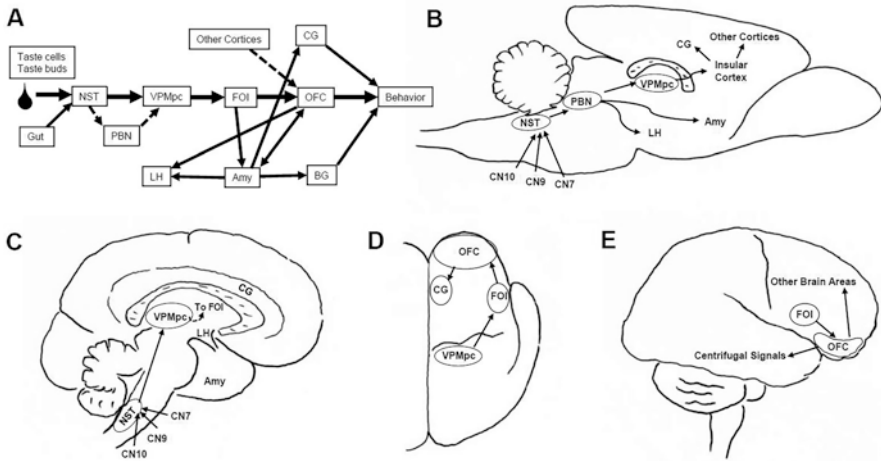 A
Taste cells
Taste buds
Other Cortices
CG
NST
VPMpc
FOI
OFC
Behavior
Gut
PBN
LH
Amy
BG
B
CG
Other Cortices
Insular
Cortex
VPMpc
PBN
NST
Amy
LH
CN10
CN9
CN7
C
CG
To FOI
VPMpc
LH
Amy
NST
CN7
CN9
CN10
D
OFC
CG
FOI
VPMpc
E
Other Brain Areas
FOI
OFC
Centrifugal Signals